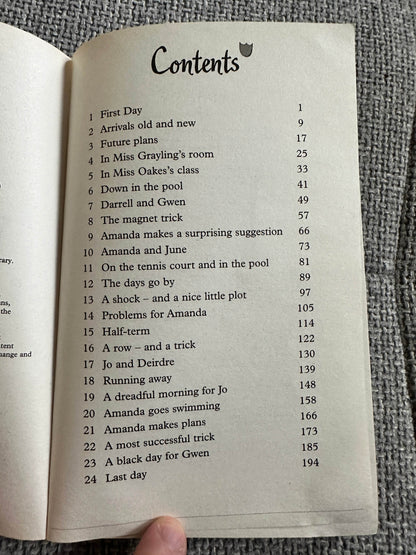 Contents
1 First Day 1
2 Arrivals old and new 9
3 Future plans 17
4 In Miss Grayling's room 25
5 In Miss Oakes's class 33
6 Down in the pool 41
7 Darrell and Gwen 49
8 The magnet trick 57
9 Amanda makes a surprising suggestion 66
10 Amanda and June 73
11 On the tennis court and in the pool 81
12 The days go by 89
13 A shock – and a nice little plot 97
14 Problems for Amanda 105
15 Half-term 114
16 A row – and a trick 122
17 Jo and Deirdre 130
18 Running away 139
19 A dreadful morning for Jo 148
20 Amanda goes swimming 158
21 Amanda makes plans 166
22 A most successful trick 173
23 A black day for Gwen 185
24 Last day 194
the
and